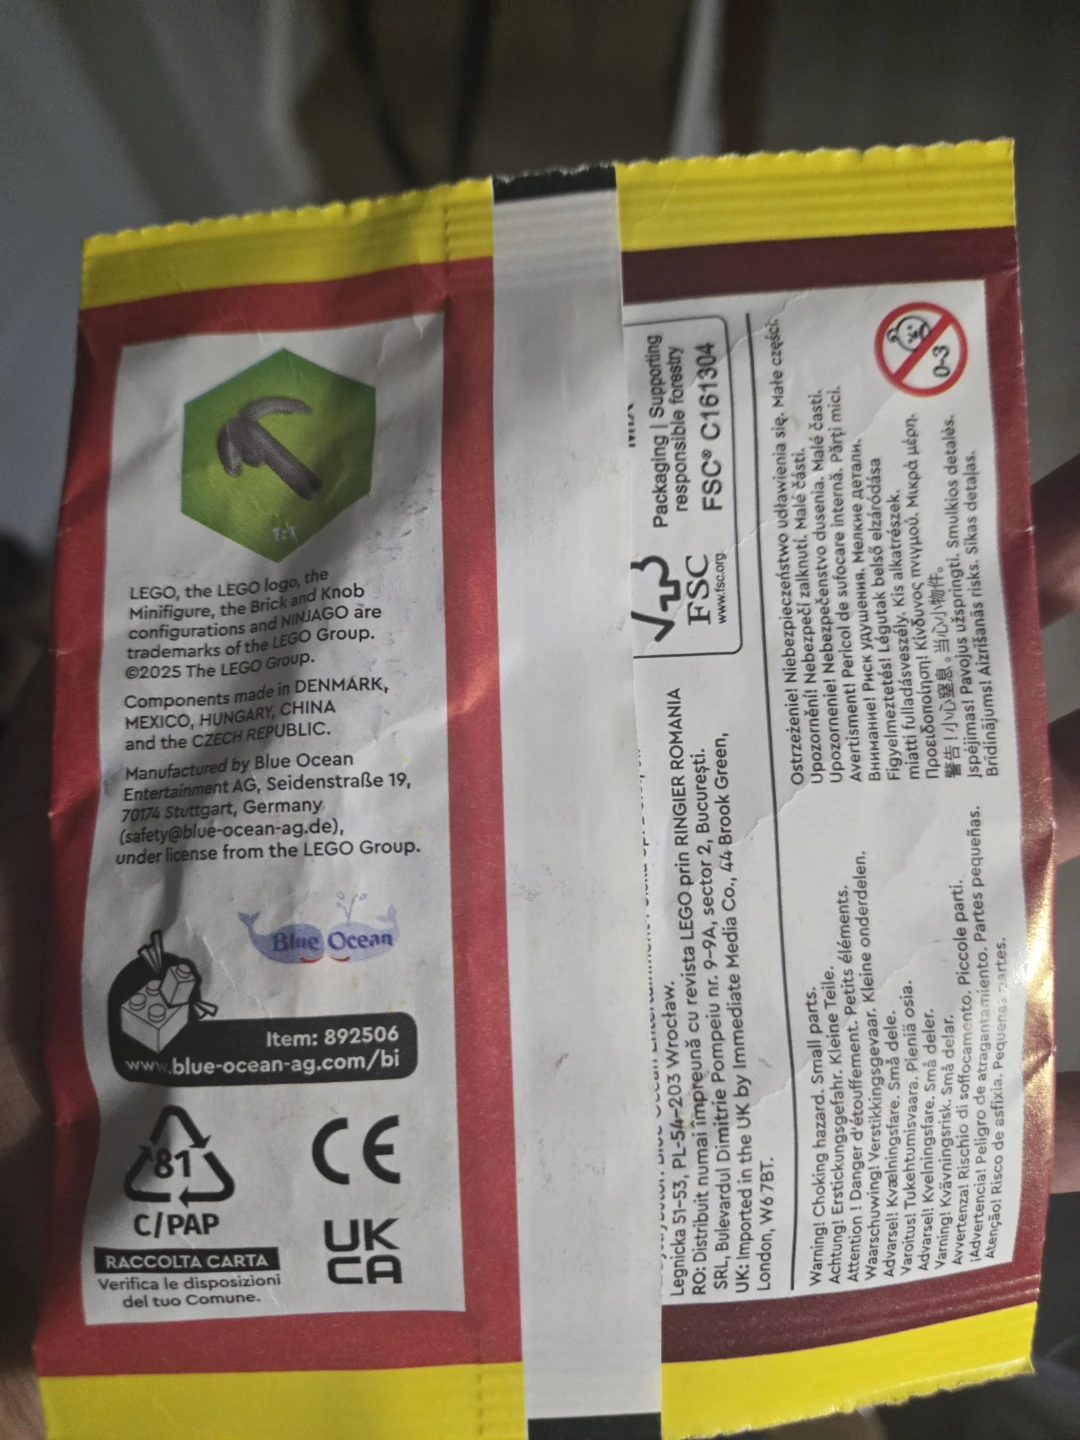 1:1
LEGO, the LEGO logo, the
Minifigure, the Brick and Knob
configurations and NINJAGO are
trademarks of the LEGO Group.
©2025 The LEGO Group.
Components made in DENMARK,
MEXICO, HUNGARY, CHINA
and the CZECH REPUBLIC.
Manufactured by Blue Ocean
Entertainment AG, Seidenstraße 19,
70174 Stuttgart, Germany
(safety@blue-ocean-ag.de),
under license from the LEGO Group.
Blue Ocean
Item: 892506
www.blue-ocean-ag.com/bi
81
C/PAP
RACCOLTA CARTA
Verifica le disposizioni
del tuo Comune.
CE
UK
CA
Packaging | Supporting
responsible forestry
FSC® C161304
FSC
www.fsc.org
Legnicka 51-53, PL-54-203 Wrocław.
RO: Distribuit numai împreună cu revista LEGO prin RINGIER ROMANIA
SRL, Bulevardul Dimitrie Pompeiu nr. 9-9A, sector 2, București.
UK: Imported in the UK by Immediate Media Co., 44 Brook Green,
London, W6 7BT.
Warning! Choking hazard. Small parts.
Achtung! Erstickungsgefahr. Kleine Teile.
Attention ! Danger d'étouffement. Petits éléments.
Waarschuwing! Verstikkingsgevaar. Kleine onderdelen.
Advarsel! Kvælningsfare. Små dele.
Varoitus! Tukehtumisvaara. Pieniä osia.
Advarsel! Kvelningsfare. Små deler.
Varning! Kvävningsrisk. Små delar.
Avvertenza! Rischio di soffocamento. Piccole parti.
¡Advertencia! Peligro de atragantamiento. Partes pequeñas.
Atenção! Risco de asfixia. Pequenas partes.
Ostrzeżenie! Niebezpieczeństwo udławienia się. Małe części.
Upozornění! Nebezpečí zalknutí. Malé části.
Upozornenie! Nebezpečenstvo dusenia. Malé časti.
Avertisment! Pericol de sufocare internă. Părți mici.
Внимание! Риск удушения. Мелкие детали.
Figyelmeztetés! Légutak belső elzáródása
miatti fulladásveszély. Kis alkatrészek.
Προειδοποίηση! Κίνδυνος πνιγμού. Μικρά μέρη.
警告！小心窒息。当心小物件。
Įspėjimas! Pavojus užspringti. Smulkios detalės.
Brīdinājums! Aizrīšanās risks. Sīkas detaļas.
0-3